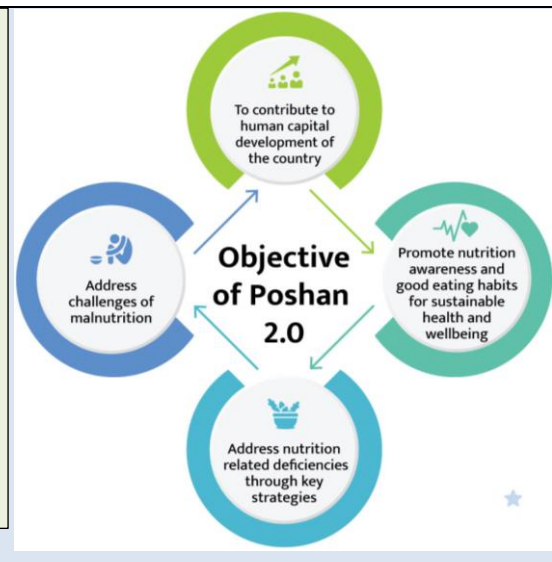 To contribute to
human capital
development of
the country
Promote nutrition
awareness and
good eating habits
for sustainable
health and
wellbeing
Objective
of Poshan
2.0
Address
challenges of
malnutrition
Address nutrition
related deficiencies
through key
strategies